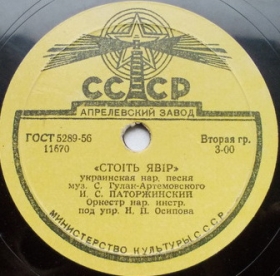 СССР
АПРЕЛЕВСКИЙ ЗАВОД
ГОСТ 5289-56
11670
Вторая гр.
3-00
«СТОІТЬ ЯВІР»
украинская нар. песня
муз. С. Гулак-Артемовского
И. С. ПАТОРЖИНСКИЙ
Оркестр нар. инстр.
под упр. Н. П. Осипова
МИНИСТЕРСТВО КУЛЬТУРЫ СССР